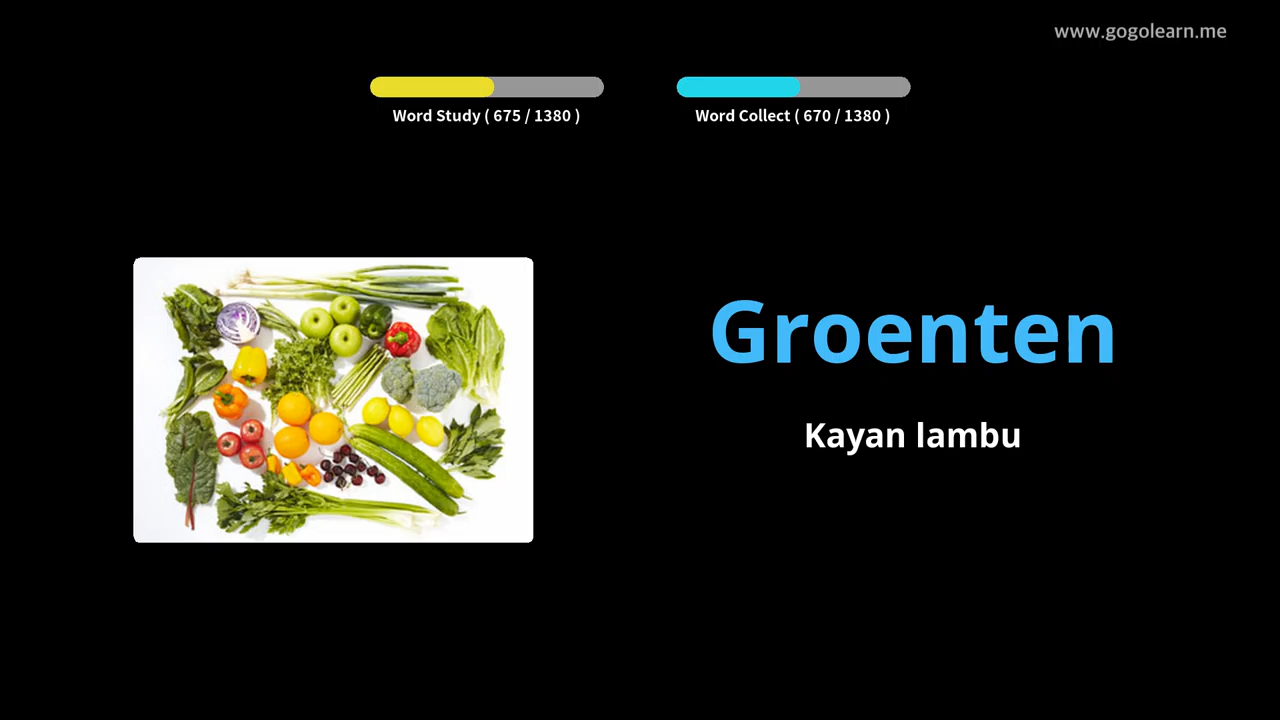 www.gogolearn.me
Word Study ( 675 / 1380 )
Word Collect ( 670 / 1380 )
Groenten
Kayan lambu